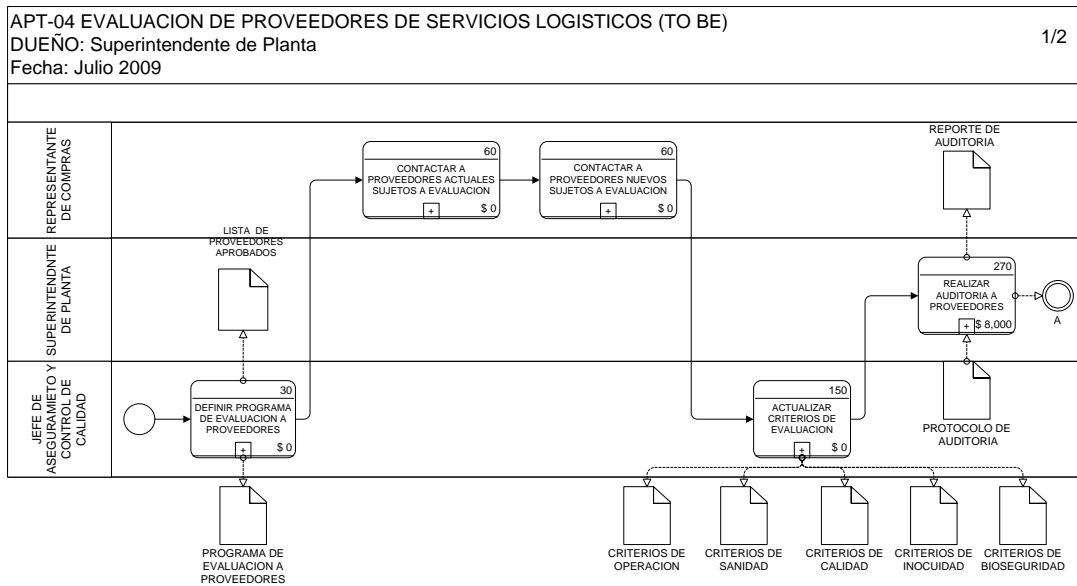 APT-04 EVALUACION DE PROVEEDORES DE SERVICIOS LOGISTICOS (TO BE)
DUEÑO: Superintendente de Planta
Fecha: Julio 2009
1/2
REPRESENTANTE
DE COMPRAS
60
CONTACTAR A
PROVEEDORES ACTUALES
SUJETOS A EVALUACION
+
$ 0
60
CONTACTAR A
PROVEEDORES NUEVOS
SUJETOS A EVALUACION
+
$ 0
REPORTE DE
AUDITORIA
SUPERINTENDNTE
DE PLANTA
LISTA DE
PROVEEDORES
APROBADOS
270
REALIZAR
AUDITORIA A
PROVEEDORES
+
$ 8,000
A
JEFE DE
ASEGURAMIETO Y
CONTROL DE
CALIDAD
30
DEFINIR PROGRAMA
DE EVALUACION A
PROVEEDORES
+
$ 0
150
ACTUALIZAR
CRITERIOS DE
EVALUACION
+
$ 0
PROTOCOLO DE
AUDITORIA
PROGRAMA DE
EVALUACION A
PROVEEDORES
CRITERIOS DE
OPERACION
CRITERIOS DE
SANIDAD
CRITERIOS DE
CALIDAD
CRITERIOS DE
INOCUIDAD
CRITERIOS DE
BIOSEGURIDAD